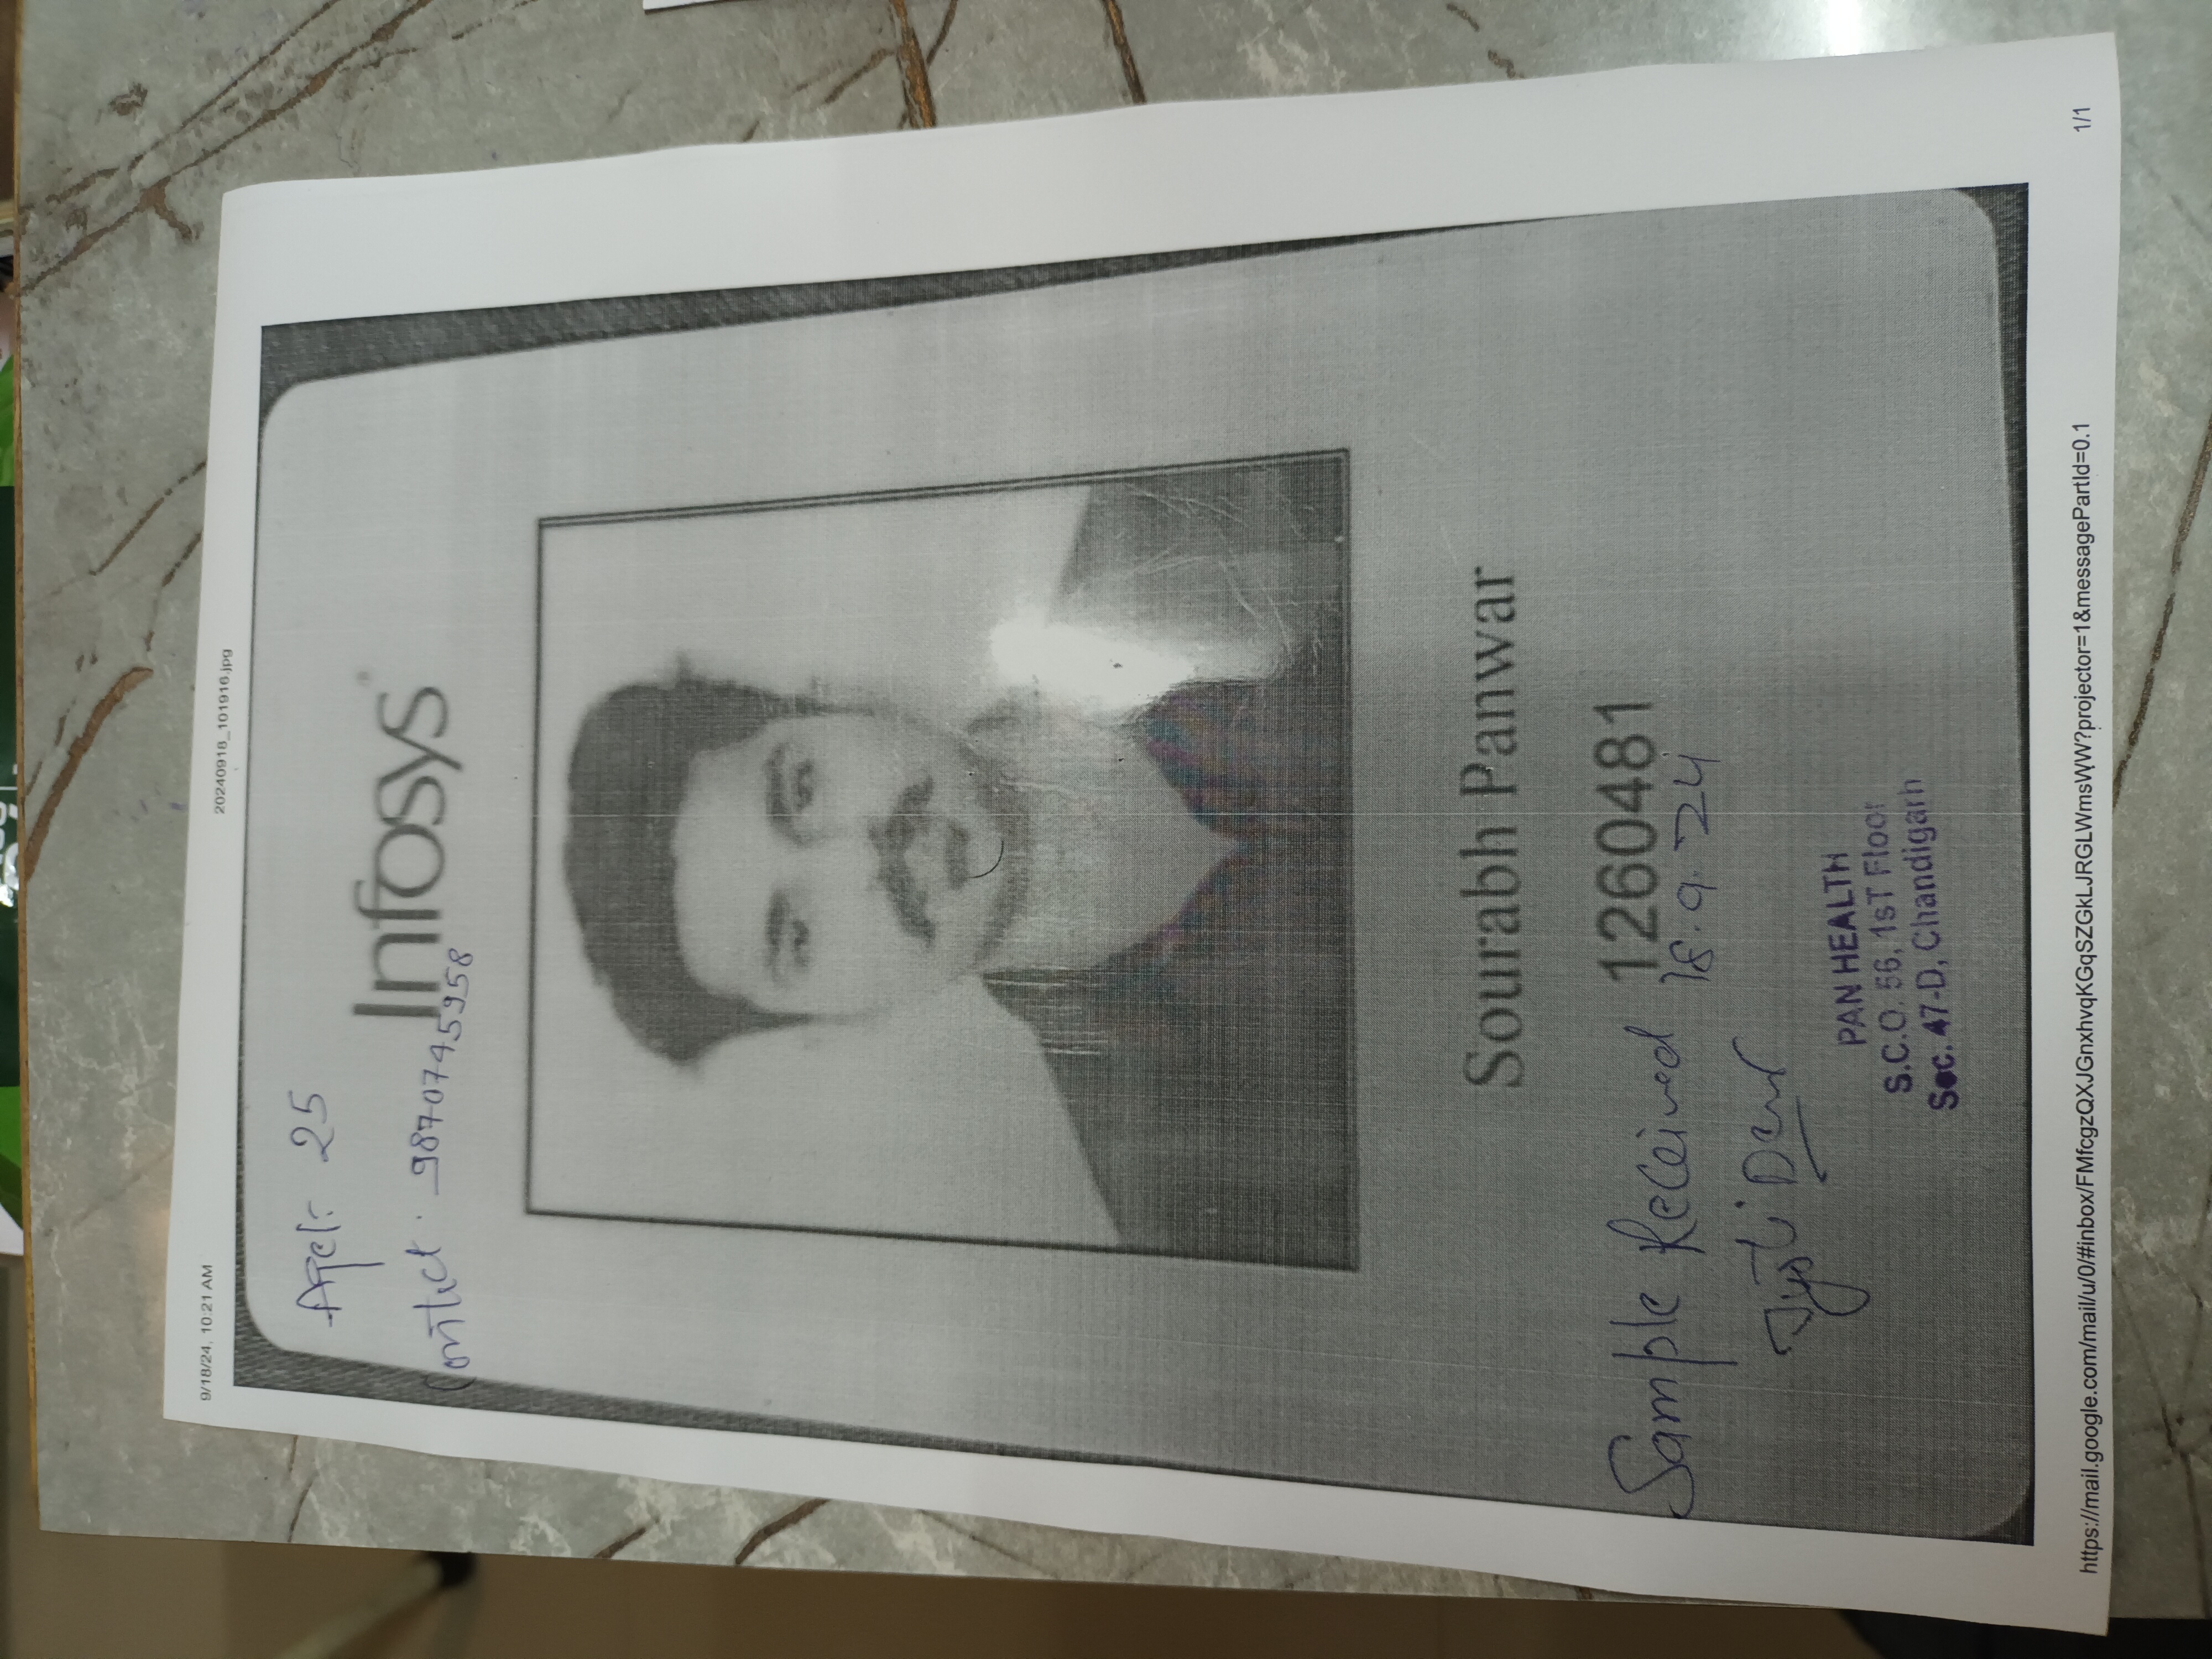 9/18/24, 10:21 AM
20240918_101916.jpg
Age:- 25
Infosys
Contact. 9870745958
Sourabh Panwar
1260481
Sample Received 18.9.24
Jyoti
PAN HEALTH
S.C.O. 56, 1sT Floor
Sec. 47-D, Chandigarh
https://mail.google.com/mail/u/0/#inbox/FMfcgzQXJGnxhvqKGqSZGkLJRGLWmsWW?projector=1&messagePartId=0.1
1/1